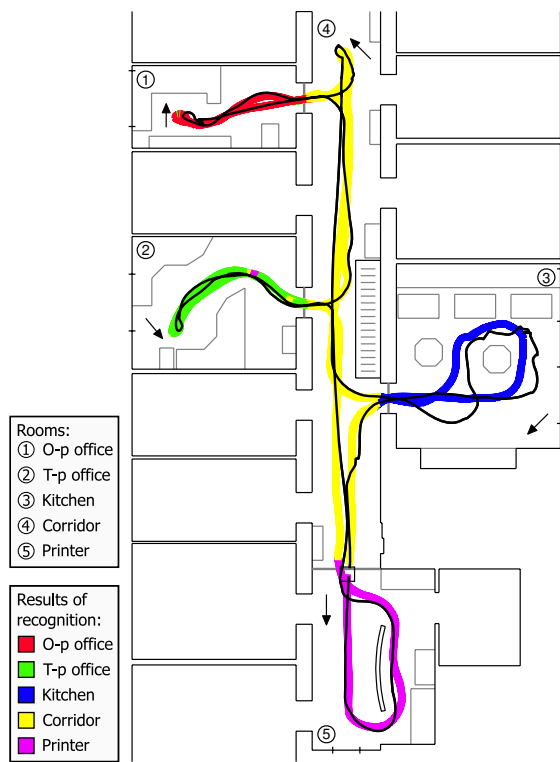 ④
①
②
③
Rooms:
① O-p office
② T-p office
③ Kitchen
④ Corridor
⑤ Printer
Results of
recognition:
O-p office
T-p office
Kitchen
Corridor
Printer
⑤